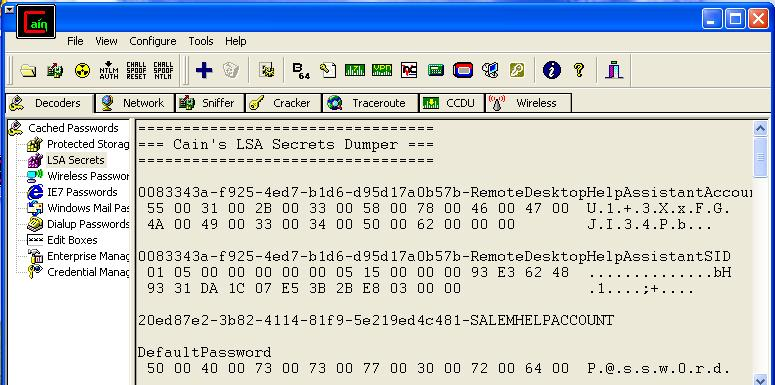 Cain
File View Configure Tools Help
NTLM AUTH
CHALL SPOOF RESET
CHALL SPOOF NTLM
B 64
VPN
Decoders Network Sniffer Cracker Traceroute CCDU Wireless
Cached Passwords
Protected Storag
LSA Secrets
Wireless Passwor
IE7 Passwords
Windows Mail Pas
Dialup Passwords
Edit Boxes
Enterprise Manag
Credential Manag
=================================
=== Cain's LSA Secrets Dumper ===
=================================
0083343a-f925-4ed7-b1d6-d95d17a0b57b-RemoteDesktopHelpAssistantAccou
55 00 31 00 2B 00 33 00 58 00 78 00 46 00 47 00 U.1.+.3.X.x.F.G.
4A 00 49 00 33 00 34 00 50 00 62 00 00 00 J.I.3.4.P.b...
0083343a-f925-4ed7-b1d6-d95d17a0b57b-RemoteDesktopHelpAssistantSID
01 05 00 00 00 00 00 05 15 00 00 00 93 E3 62 48 ..............bH
93 31 DA 1C 07 E5 3B 2B E8 03 00 00 .1....;+....
20ed87e2-3b82-4114-81f9-5e219ed4c481-SALEMHELPACCOUNT
DefaultPassword
50 00 40 00 73 00 73 00 77 00 30 00 72 00 64 00 P.@.s.s.w.0.r.d.